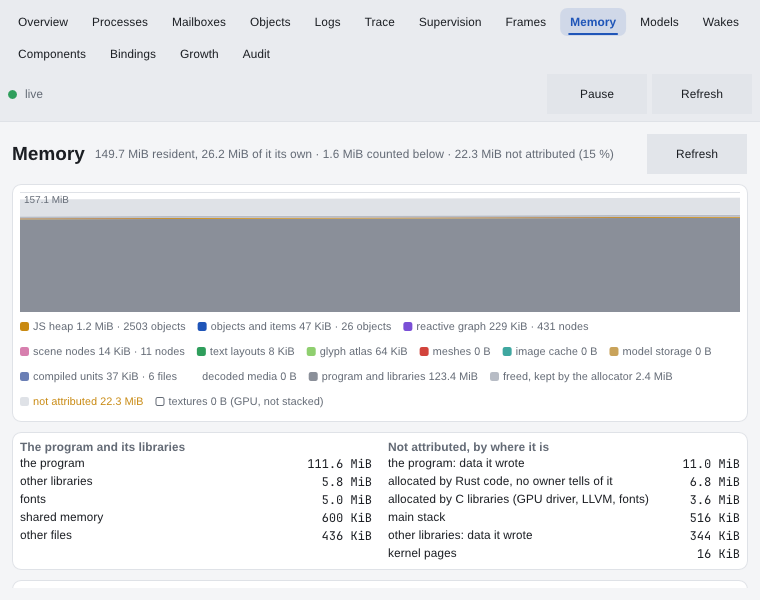 Overview Processes Mailboxes Objects Logs Trace Supervision Frames Memory Models Wakes
Components Bindings Growth Audit
live Pause Refresh
Memory 149.7 MiB resident, 26.2 MiB of it its own · 1.6 MiB counted below · 22.3 MiB not attributed (15 %) Refresh
157.1 MiB
JS heap 1.2 MiB · 2503 objects objects and items 47 KiB · 26 objects reactive graph 229 KiB · 431 nodes
scene nodes 14 KiB · 11 nodes text layouts 8 KiB glyph atlas 64 KiB meshes 0 B image cache 0 B model storage 0 B
compiled units 37 KiB · 6 files decoded media 0 B program and libraries 123.4 MiB freed, kept by the allocator 2.4 MiB
not attributed 22.3 MiB textures 0 B (GPU, not stacked)
The program and its libraries Not attributed, by where it is
the program 111.6 MiB the program: data it wrote 11.0 MiB
other libraries 5.8 MiB allocated by Rust code, no owner tells of it 6.8 MiB
fonts 5.0 MiB allocated by C libraries (GPU driver, LLVM, fonts) 3.6 MiB
shared memory 600 KiB main stack 516 KiB
other files 436 KiB other libraries: data it wrote 344 KiB
kernel pages 16 KiB